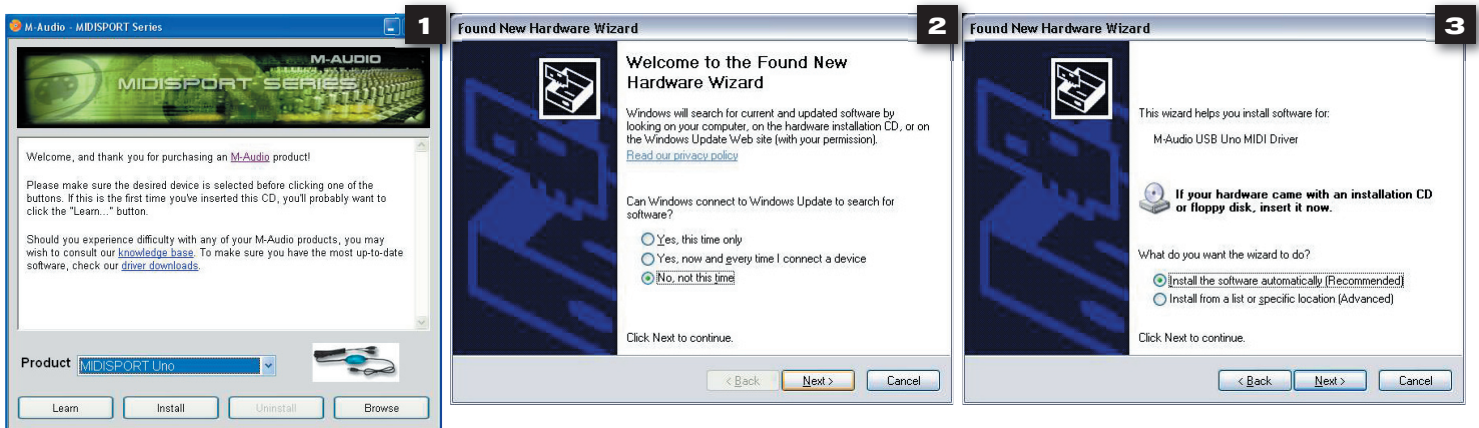 M-Audio - MIDISPORT Series
1
M-AUDIO
MIDISPORT SERIES
Welcome, and thank you for purchasing an M-Audio product!
Please make sure the desired device is selected before clicking one of the
buttons. If this is the first time you've inserted this CD, you'll probably want to
click the "Learn..." button.
Should you experience difficulty with any of your M-Audio products, you may
wish to consult our knowledge base. To make sure you have the most up-to-date
software, check our driver downloads.
Product MIDISPORT Uno
Learn Install Uninstall Browse
Found New Hardware Wizard
2
Welcome to the Found New
Hardware Wizard
Windows will search for current and updated software by
looking on your computer, on the hardware installation CD, or on
the Windows Update Web site (with your permission).
Read our privacy policy
Can Windows connect to Windows Update to search for
software?
Yes, this time only
Yes, now and every time I connect a device
No, not this time
Click Next to continue.
< Back Next > Cancel
Found New Hardware Wizard
3
This wizard helps you install software for:
M-Audio USB Uno MIDI Driver
If your hardware came with an installation CD
or floppy disk, insert it now.
What do you want the wizard to do?
Install the software automatically (Recommended)
Install from a list or specific location (Advanced)
Click Next to continue.
< Back Next > Cancel